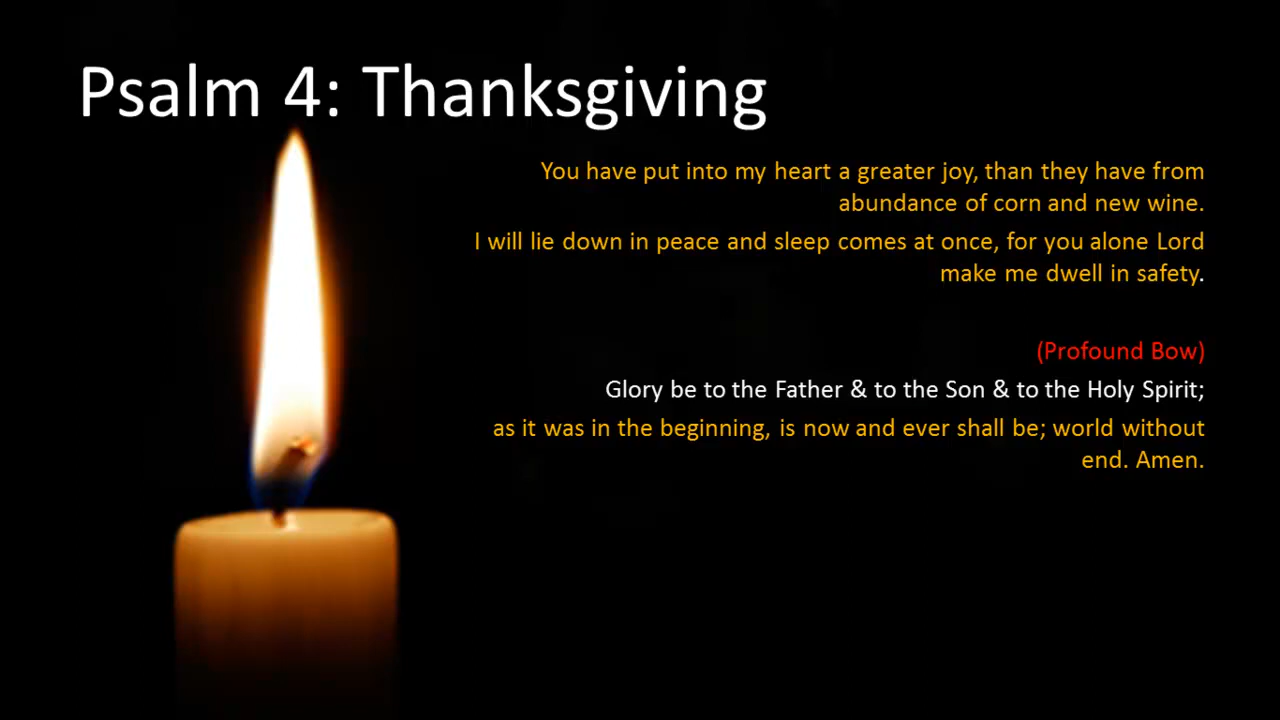 Psalm 4: Thanksgiving
You have put into my heart a greater joy, than they have from
abundance of corn and new wine.
I will lie down in peace and sleep comes at once, for you alone Lord
make me dwell in safety.
(Profound Bow)
Glory be to the Father & to the Son & to the Holy Spirit;
as it was in the beginning, is now and ever shall be; world without
end. Amen.